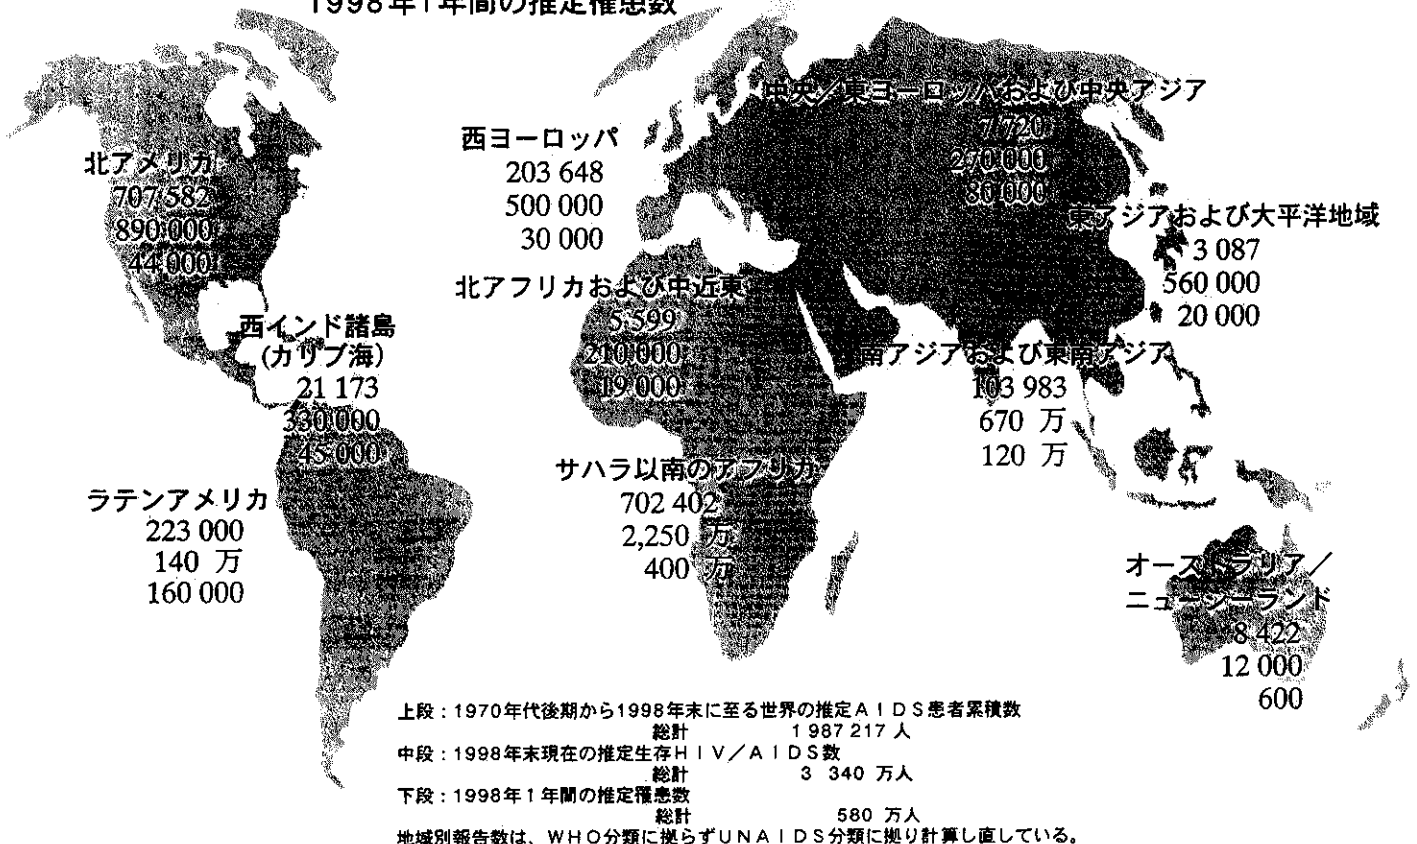 1998年1年間の推定罹患数
中央／東ヨーロッパおよび中央アジア
7 720
270 000
80 000
西ヨーロッパ
203 648
500 000
30 000
北アメリカ
707 582
890 000
44 000
東アジアおよび大平洋地域
3 087
560 000
20 000
北アフリカおよび中近東
5 599
210 000
19 000
西インド諸島
(カリブ海)
21 173
330 000
45 000
南アジアおよび東南アジア
103 983
670 万
120 万
サハラ以南のアフリカ
702 402
2,250 万
400 万
ラテンアメリカ
223 000
140 万
160 000
オーストラリア／
ニュージーランド
8 422
12 000
600
上段：1970年代後期から1998年末に至る世界の推定AIDS患者累積数
総計 1 987 217 人
中段：1998年末現在の推定生存HIV／AIDS数
総計 3 340 万人
下段：1998年1年間の推定罹患数
総計 580 万人
地域別報告数は、WHO分類に拠らずUNAIDS分類に拠り計算し直している。